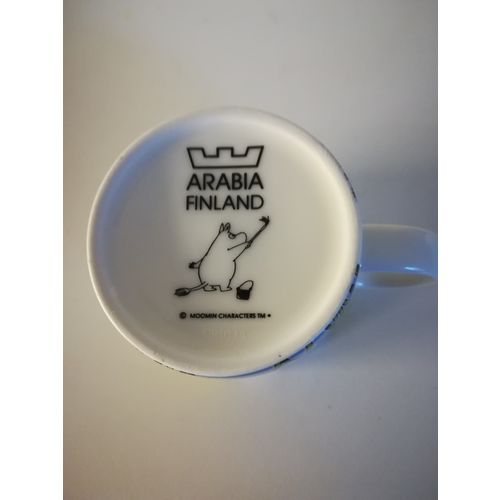 ARABIA
FINLAND
© MOOMIN CHARACTERS TM